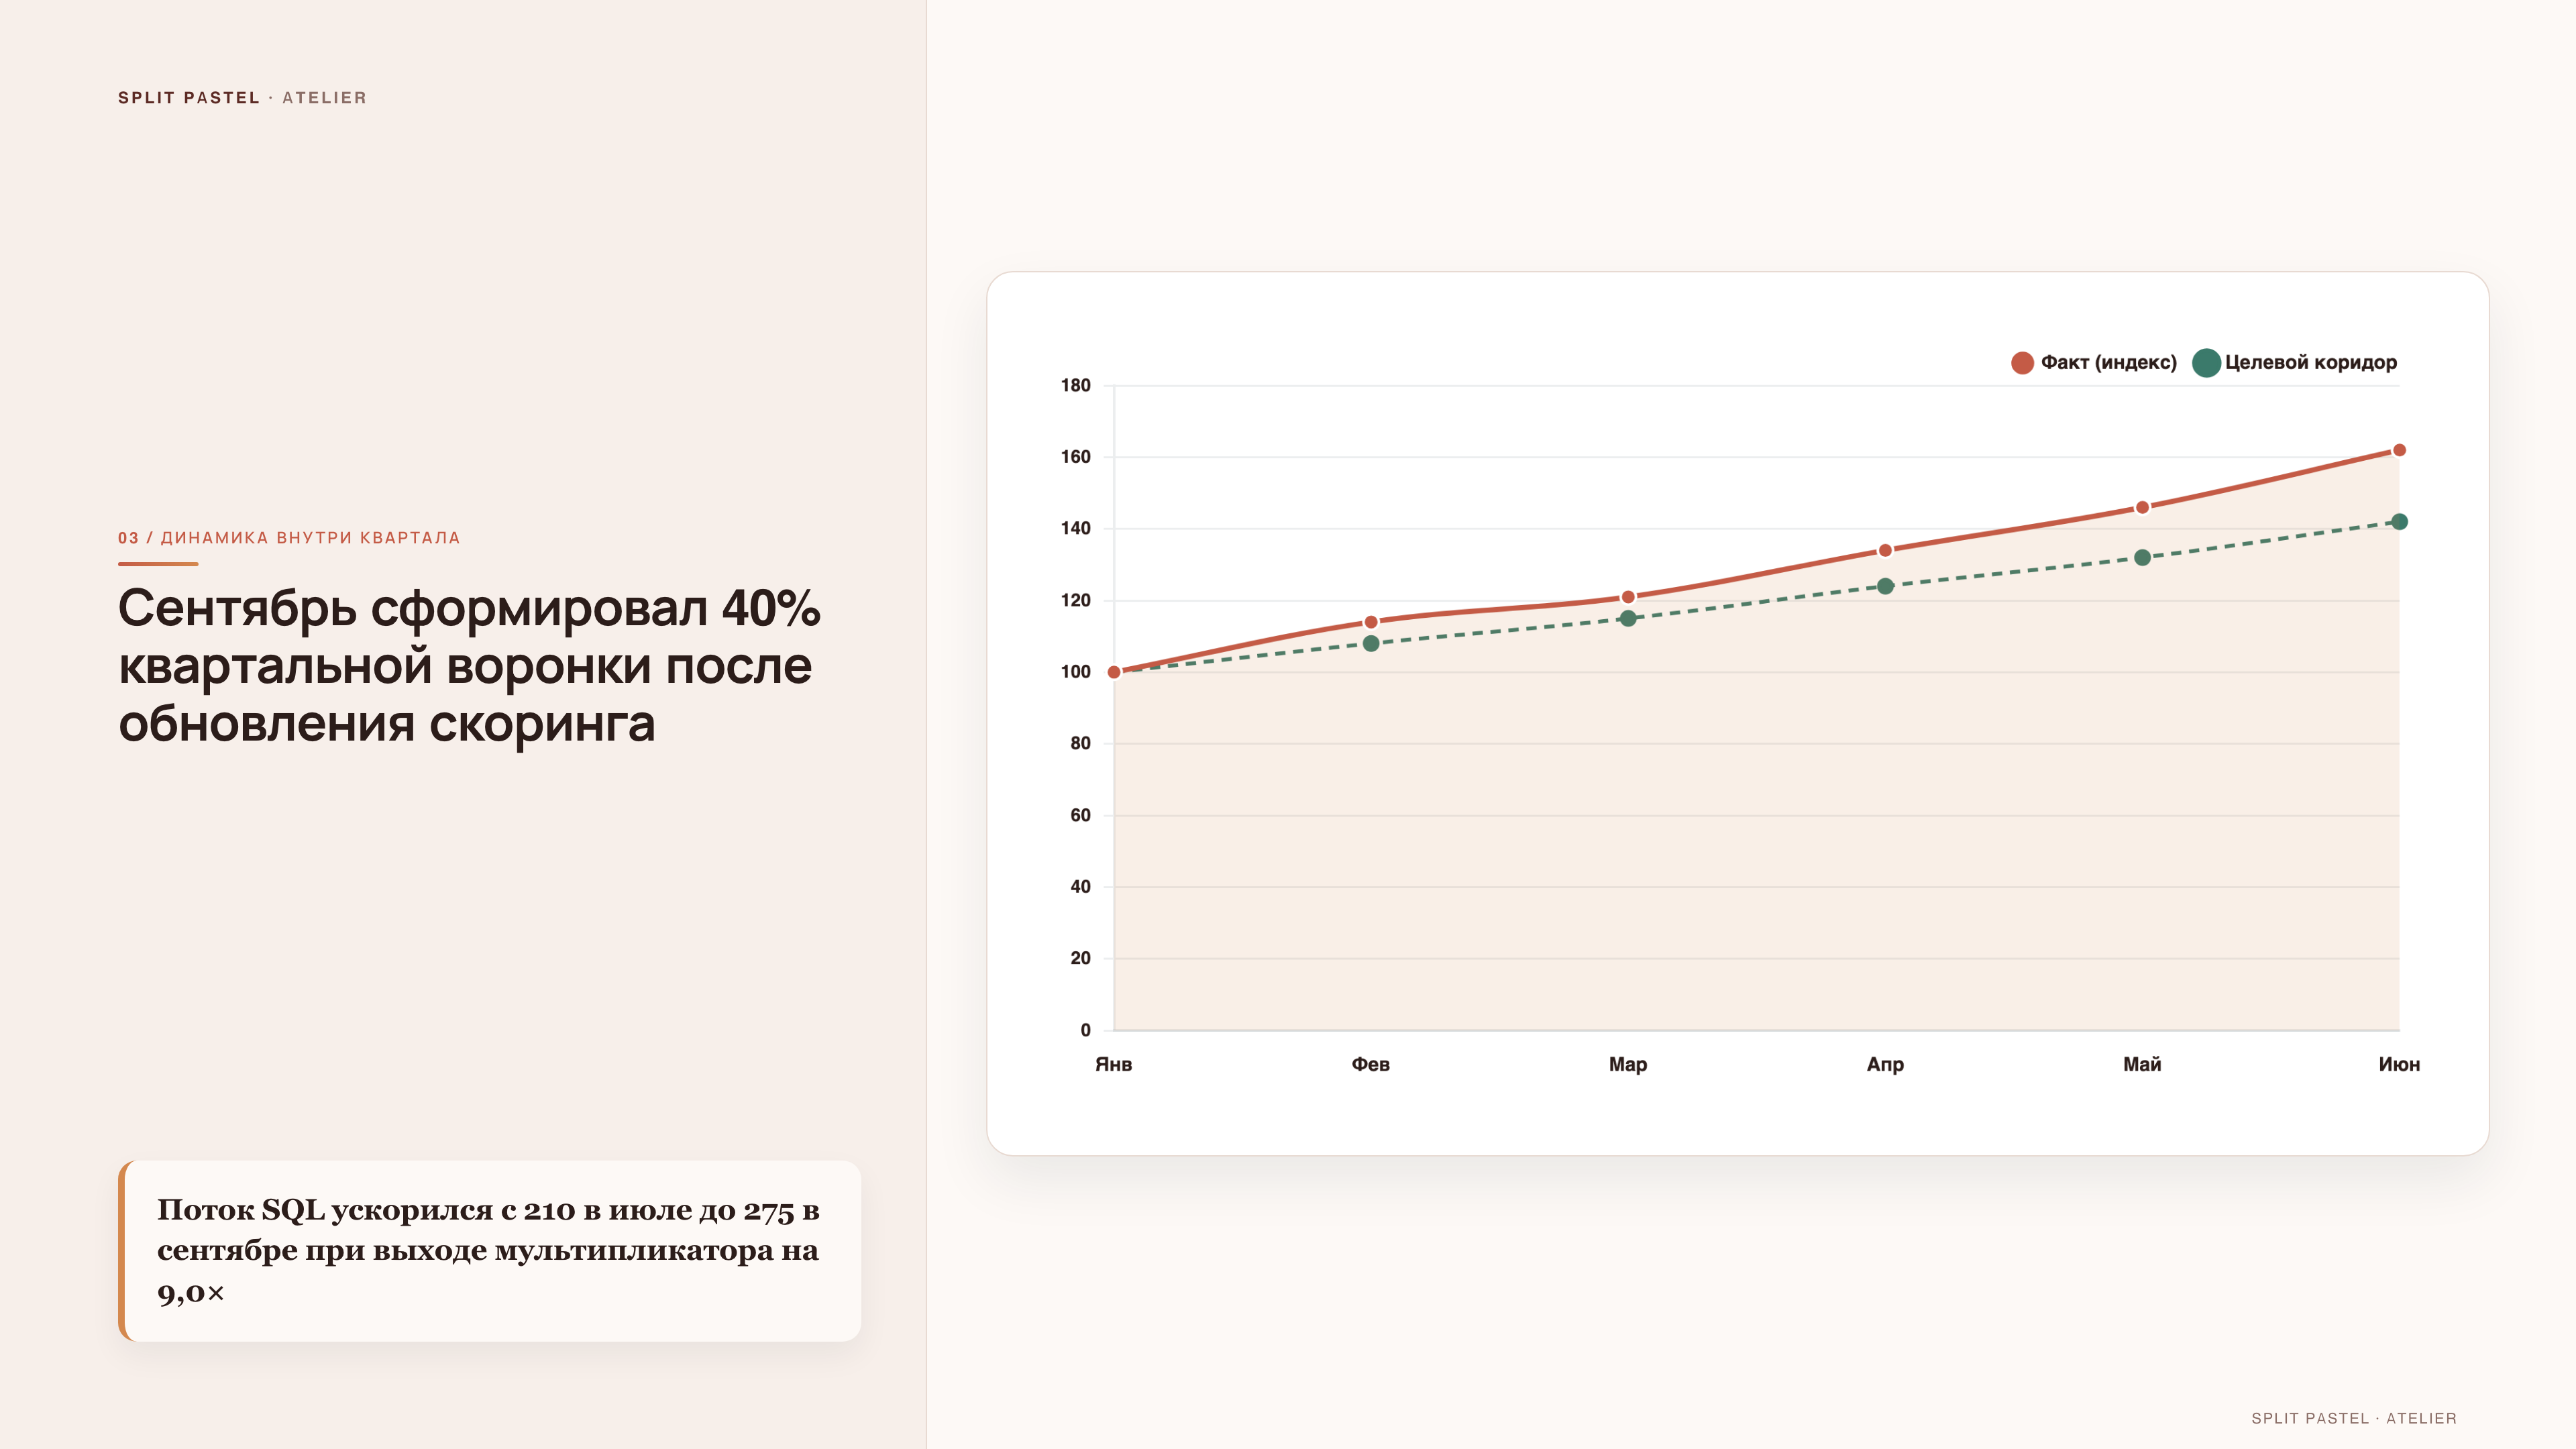 SPLIT PASTEL · ATELIER
03 / ДИНАМИКА ВНУТРИ КВАРТАЛА
Сентябрь сформировал 40%
квартальной воронки после
обновления скоринга
Поток SQL ускорился с 210 в июле до 275 в
сентябре при выходе мультипликатора на
9,0×
Факт (индекс) Целевой коридор
180
160
140
120
100
80
60
40
20
0
Янв Фев Мар Апр Май Июн
SPLIT PASTEL · ATELIER